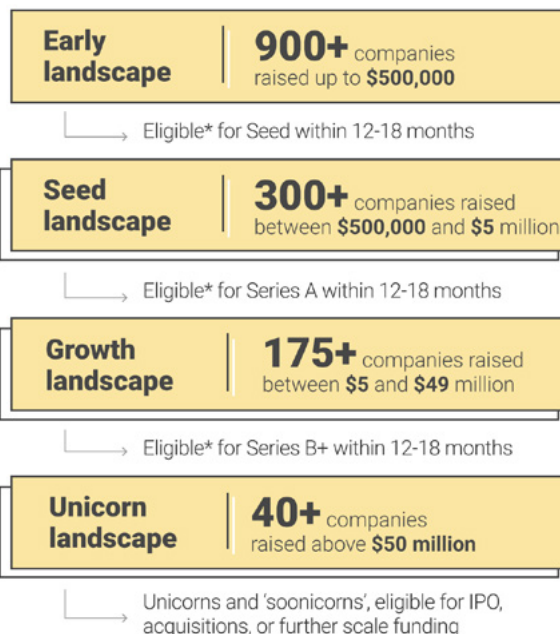 Early
landscape
900+ companies
raised up to $500,000
Eligible* for Seed within 12-18 months
Seed
landscape
300+ companies raised
between $500,000 and $5 million
Eligible* for Series A within 12-18 months
Growth
landscape
175+ companies raised
between $5 and $49 million
Eligible* for Series B+ within 12-18 months
Unicorn
landscape
40+ companies
raised above $50 million
Unicorns and ‘soonicorns’, eligible for IPO,
acquisitions, or further scale funding